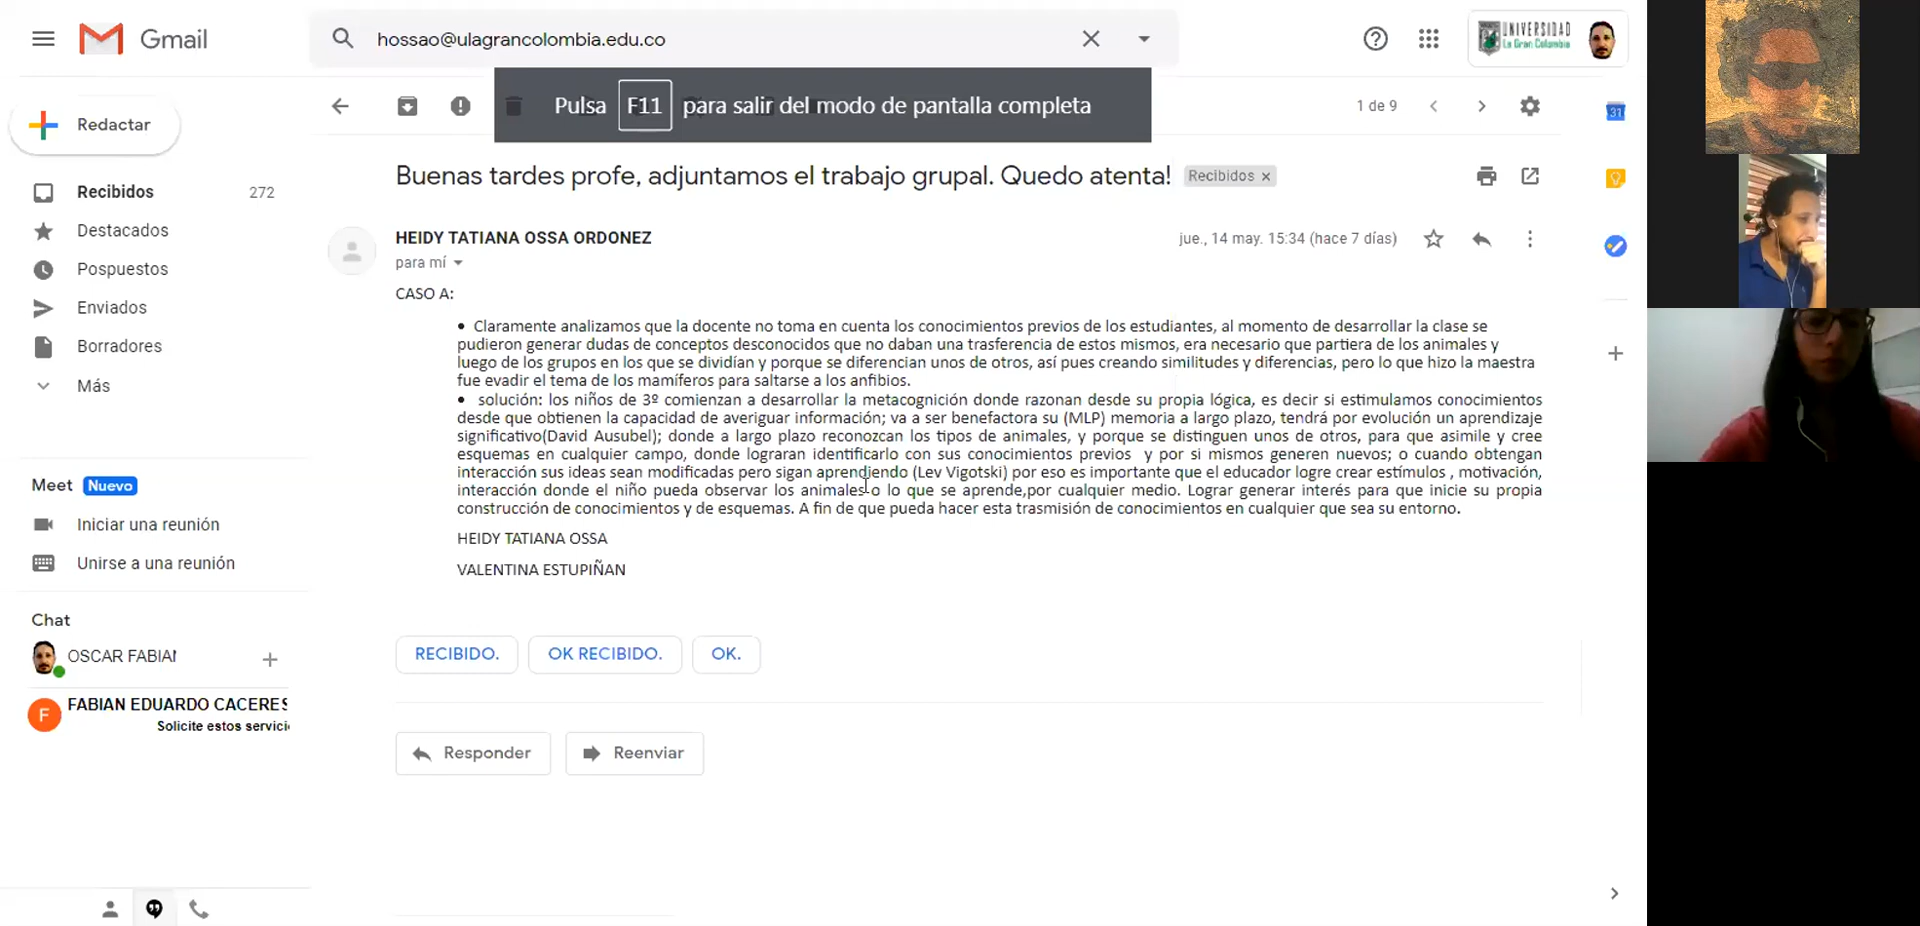 Gmail
hossao@ulagrancolombia.edu.co
UNIVERSIDAD
La Gran Colombia
Pulsa F11 para salir del modo de pantalla completa
1 de 9
31
Redactar
Recibidos 272
Destacados
Pospuestos
Enviados
Borradores
Más
Meet Nuevo
Iniciar una reunión
Unirse a una reunión
Chat
OSCAR FABIAN
F FABIAN EDUARDO CACERES
Solicite estos servici
Buenas tardes profe, adjuntamos el trabajo grupal. Quedo atenta! Recibidos x
HEIDY TATIANA OSSA ORDONEZ
jue., 14 may. 15:34 (hace 7 días)
para mí
CASO A:
• Claramente analizamos que la docente no toma en cuenta los conocimientos previos de los estudiantes, al momento de desarrollar la clase se
pudieron generar dudas de conceptos desconocidos que no daban una trasferencia de estos mismos, era necesario que partiera de los animales y
luego de los grupos en los que se dividían y porque se diferencian unos de otros, así pues creando similitudes y diferencias, pero lo que hizo la maestra
fue evadir el tema de los mamíferos para saltarse a los anfibios.
• solución: los niños de 3º comienzan a desarrollar la metacognición donde razonan desde su propia lógica, es decir si estimulamos conocimientos
desde que obtienen la capacidad de averiguar información; va a ser benefactora su (MLP) memoria a largo plazo, tendrá por evolución un aprendizaje
significativo(David Ausubel); donde a largo plazo reconozcan los tipos de animales, y porque se distinguen unos de otros, para que asimile y cree
esquemas en cualquier campo, donde lograran identificarlo con sus conocimientos previos y por si mismos generen nuevos; o cuando obtengan
interacción sus ideas sean modificadas pero sigan aprendiendo (Lev Vigotski) por eso es importante que el educador logre crear estímulos , motivación,
interacción donde el niño pueda observar los animales o lo que se aprende,por cualquier medio. Lograr generar interés para que inicie su propia
construcción de conocimientos y de esquemas. A fin de que pueda hacer esta trasmisión de conocimientos en cualquier que sea su entorno.
HEIDY TATIANA OSSA
VALENTINA ESTUPIÑAN
RECIBIDO. OK RECIBIDO. OK.
Responder Reenviar